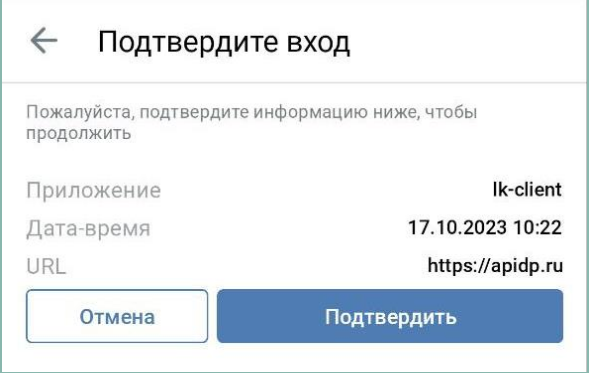 Подтвердите вход
Пожалуйста, подтвердите информацию ниже, чтобы
продолжить
Приложение lk-client
Дата-время 17.10.2023 10:22
URL https://apidp.ru
Отмена Подтвердить